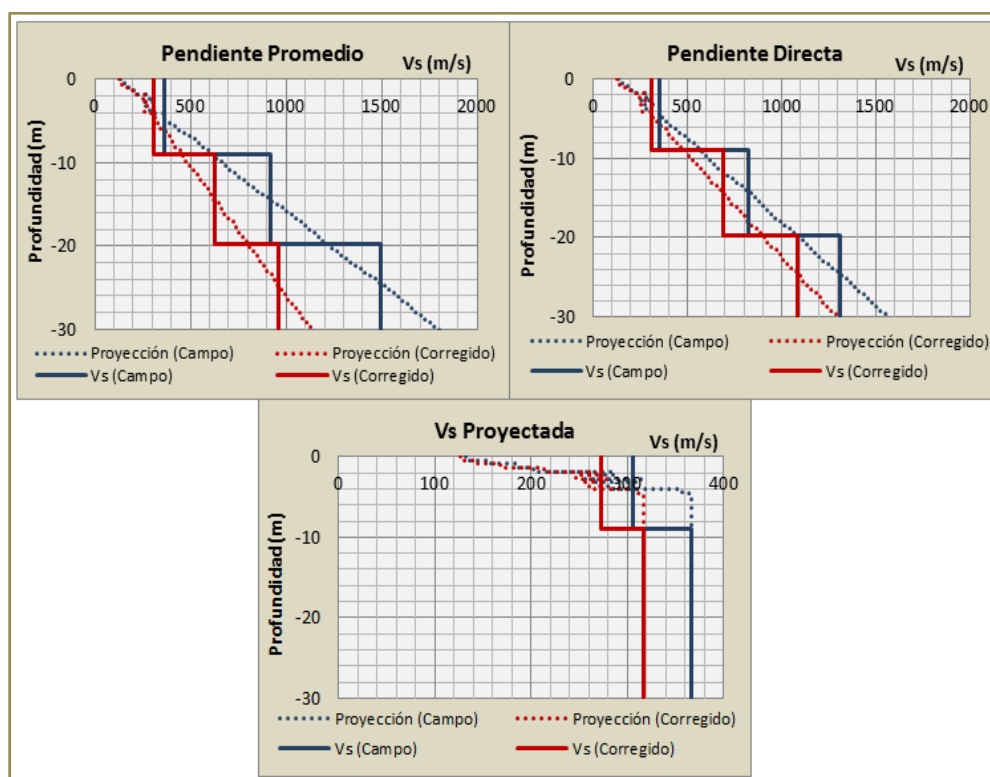 Pendiente Promedio
Vs (m/s)
0 500 1000 1500 2000
0
-10
-20
-30
Profundidad (m)
Proyección (Campo) Proyección (Corregido)
Vs (Campo) Vs (Corregido)
Pendiente Directa
Vs (m/s)
0 500 1000 1500 2000
0
-10
-20
-30
Profundidad (m)
Proyección (Campo) Proyección (Corregido)
Vs (Campo) Vs (Corregido)
Vs Proyectada
Vs (m/s)
0 100 200 300 400
0
-10
-20
-30
Profundidad (m)
Proyección (Campo) Proyección (Corregido)
Vs (Campo) Vs (Corregido)